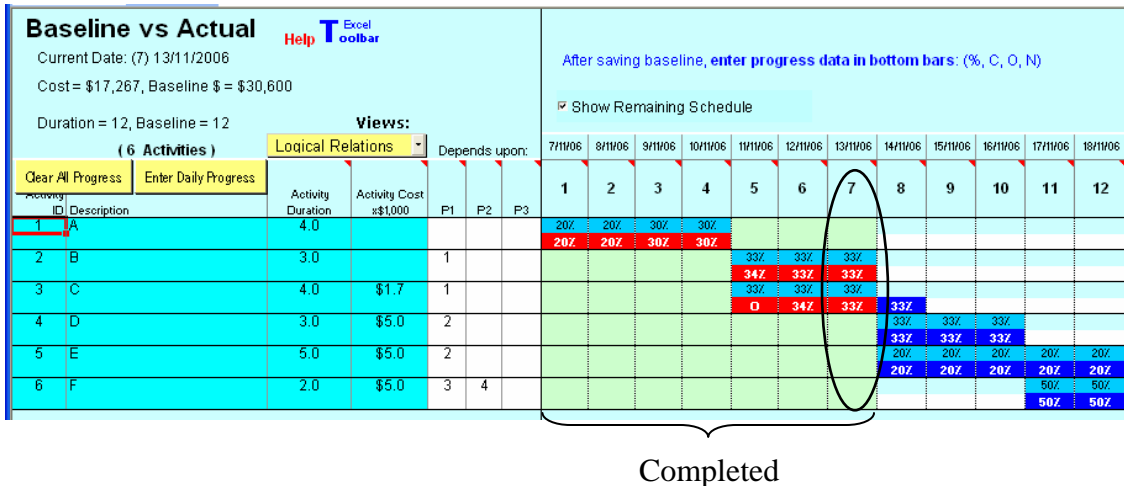 Baseline vs Actual
Help T Excel oolbar
Current Date: (7) 13/11/2006
Cost = $17,267, Baseline $ = $30,600
After saving baseline, enter progress data in bottom bars: (%, C, O, N)
Show Remaining Schedule
Duration = 12, Baseline = 12
Views:
( 6 Activities )
Logical Relations
Depends upon:
7/11/06 8/11/06 9/11/06 10/11/06 11/11/06 12/11/06 13/11/06 14/11/06 15/11/06 16/11/06 17/11/06 18/11/06
Clear All Progress
Enter Daily Progress
Activity ID Description Activity Duration Activity Cost x$1,000 P1 P2 P3 1 2 3 4 5 6 7 8 9 10 11 12
1 A 4.0 20% 20% 30% 30%
20% 20% 30% 30%
2 B 3.0 1 33% 33% 33%
34% 33% 33%
3 C 4.0 $1.7 1 33% 33% 33%
O 34% 33% 33%
4 D 3.0 $5.0 2 33% 33% 33%
33% 33% 33%
5 E 5.0 $5.0 2 20% 20% 20% 20% 20%
20% 20% 20% 20% 20%
6 F 2.0 $5.0 3 4 50% 50%
50% 50%
Completed